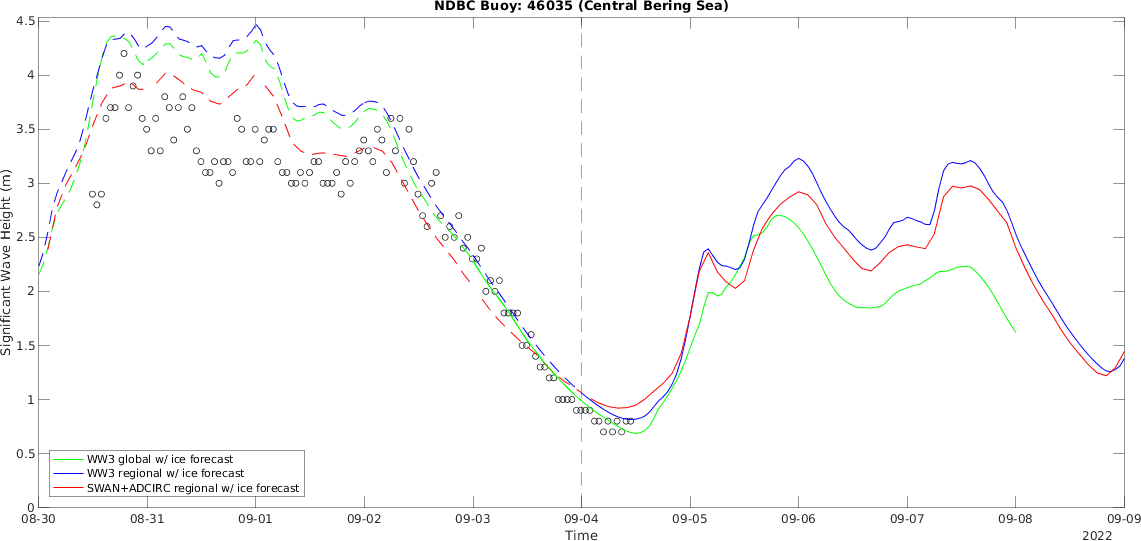 NDBC Buoy: 46035 (Central Bering Sea)
4.5
4
3.5
3
2.5
2
1.5
1
0.5
0
Significant Wave Height (m)
WW3 global w/ ice forecast
WW3 regional w/ ice forecast
SWAN+ADCIRC regional w/ ice forecast
08-30 08-31 09-01 09-02 09-03 09-04 09-05 09-06 09-07 09-08 09-09
Time
2022